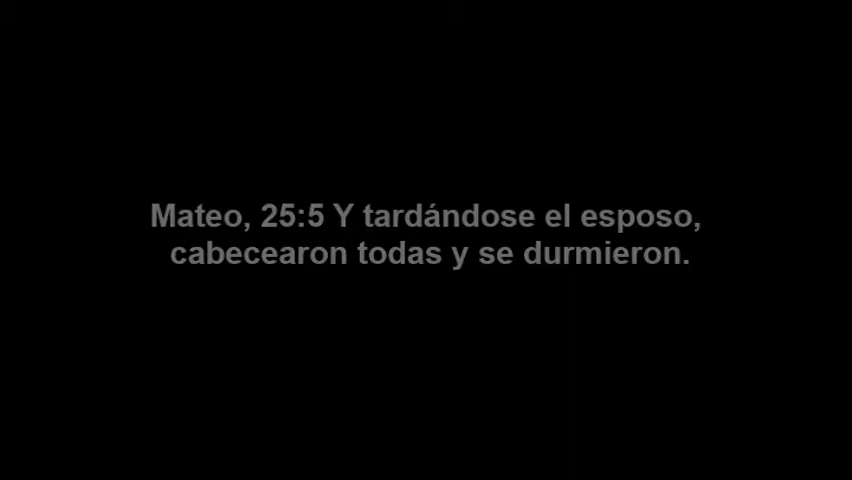 Mateo, 25:5 Y tardándose el esposo,
cabecearon todas y se durmieron.